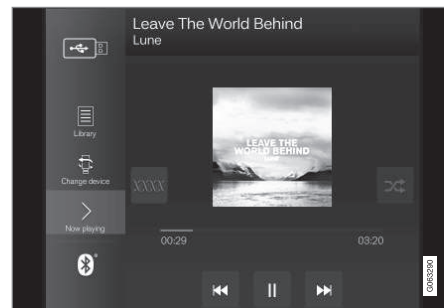 Leave The World Behind
Lune
Library
Change device
Now playing
LEAVE THE
WORLD BEHIND
LUNE
XXXX
00:29
03:20
G063290